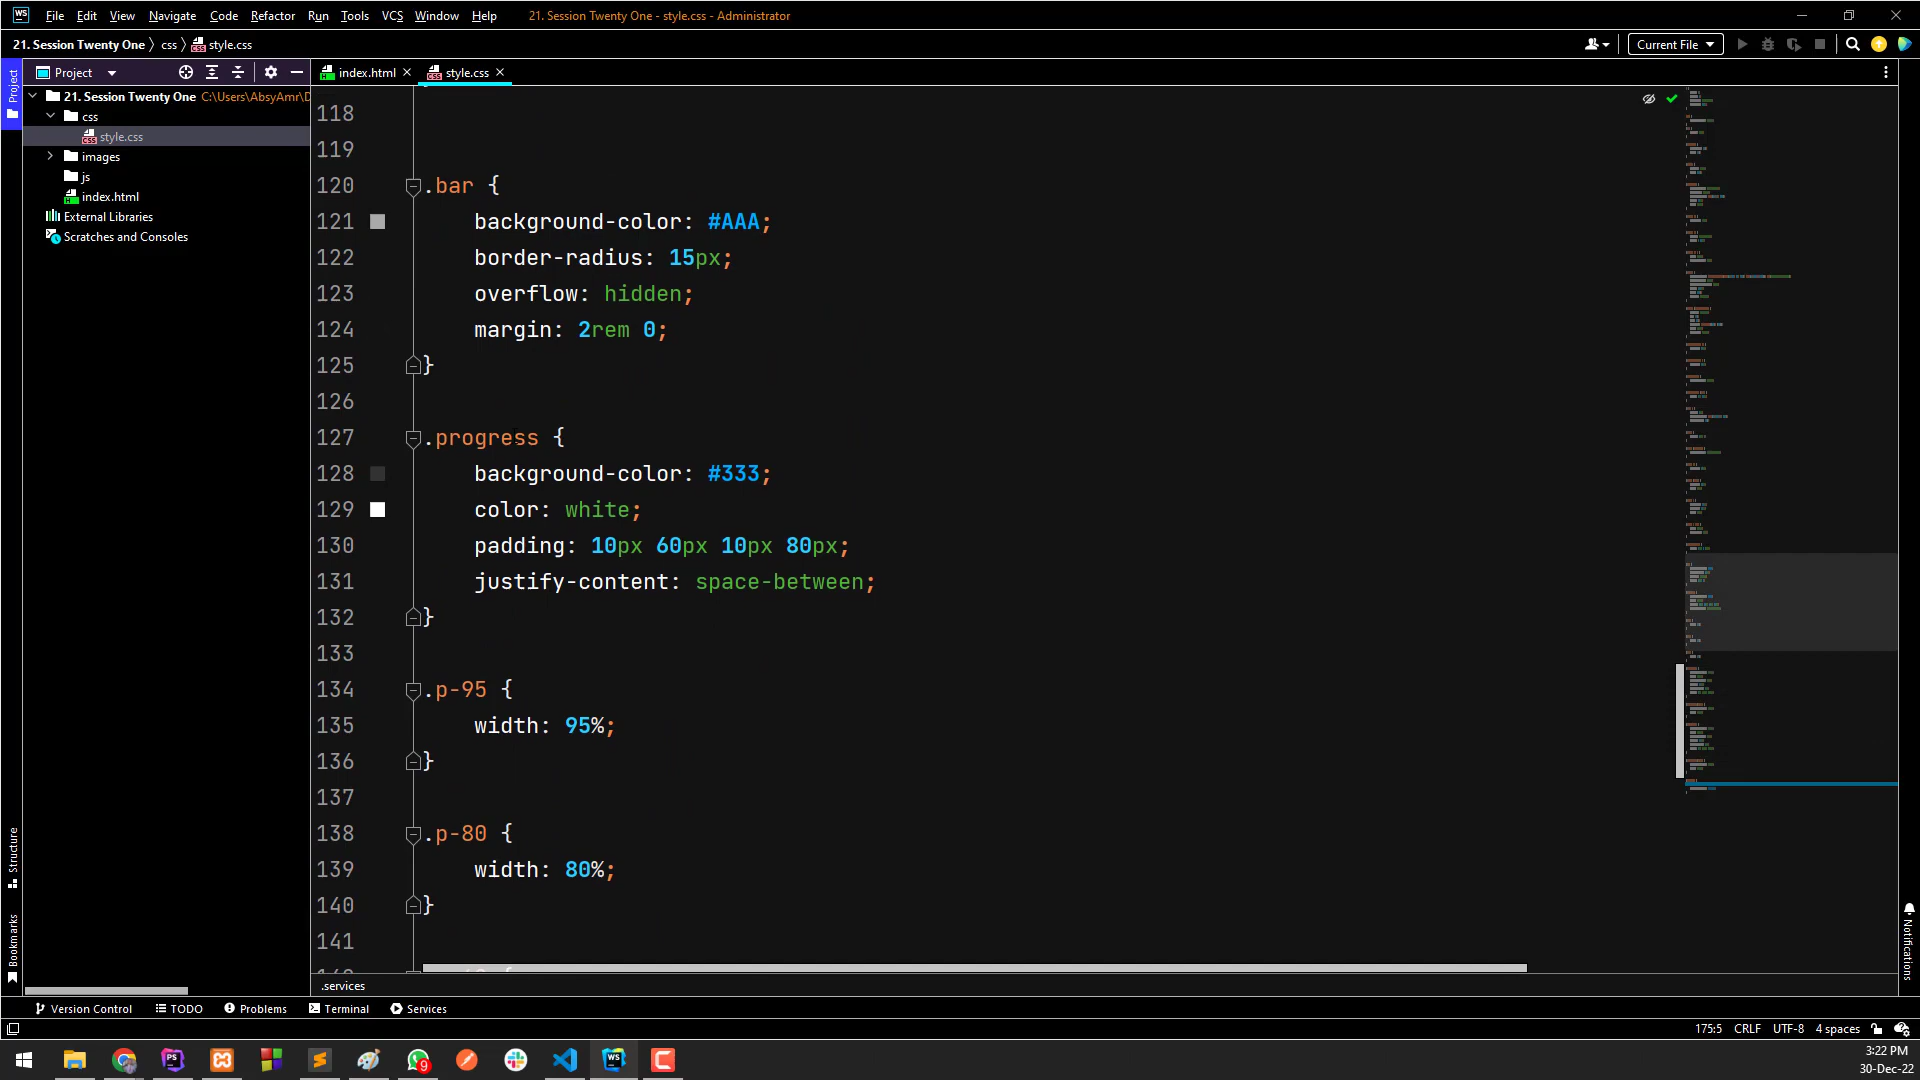 WS File Edit View Navigate Code Refactor Run Tools VCS Window Help 21. Session Twenty One - style.css - Administrator
21. Session Twenty One css style.css Current File
Project index.html style.css
Project
21. Session Twenty One C:\Users\AbsyAmr\D
css
style.css
images
js
index.html
External Libraries
Scratches and Consoles
118
119
120 .bar {
121 background-color: #AAA;
122 border-radius: 15px;
123 overflow: hidden;
124 margin: 2rem 0;
125 }
126
127 .progress {
128 background-color: #333;
129 color: white;
130 padding: 10px 60px 10px 80px;
131 justify-content: space-between;
132 }
133
134 .p-95 {
135 width: 95%;
136 }
137
138 .p-80 {
139 width: 80%;
140 }
141
Structure
Bookmarks
Notifications
.services
Version Control TODO Problems Terminal Services
175:5 CRLF UTF-8 4 spaces
PS 9 WS
3:22 PM
30-Dec-22